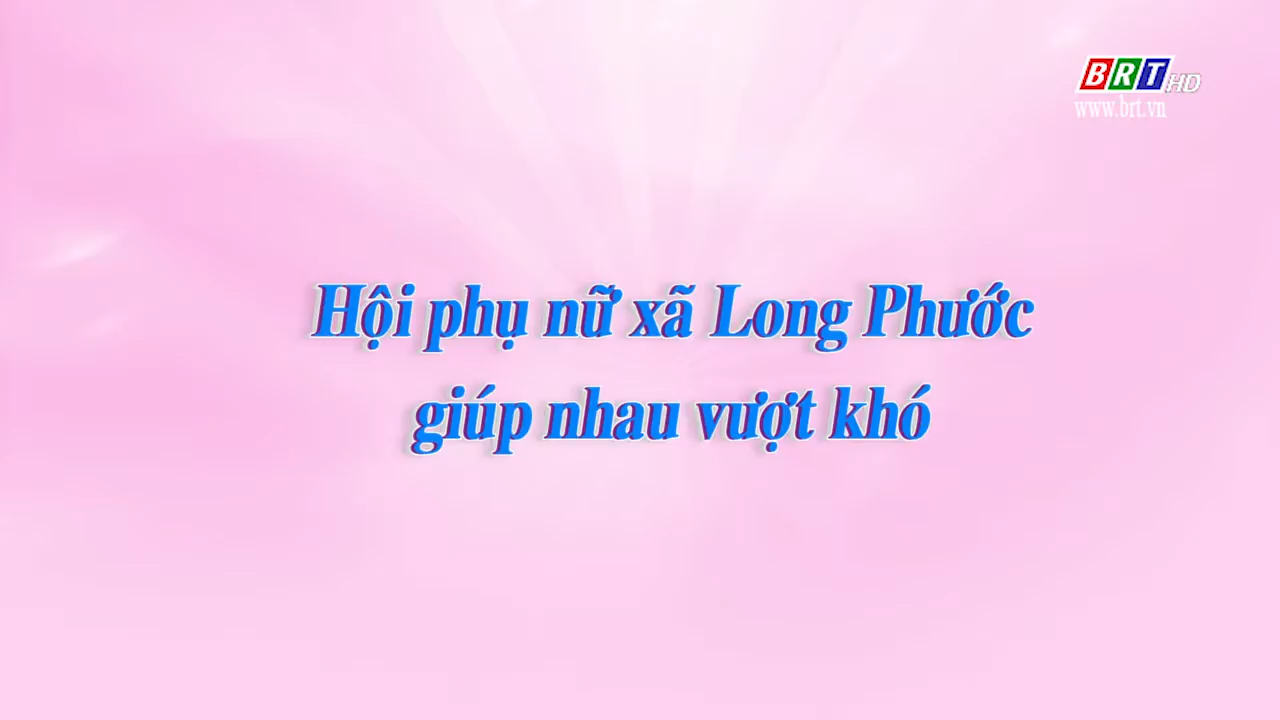 BRT HD
www.brt.vn
Hội phụ nữ xã Long Phước
giúp nhau vượt khó